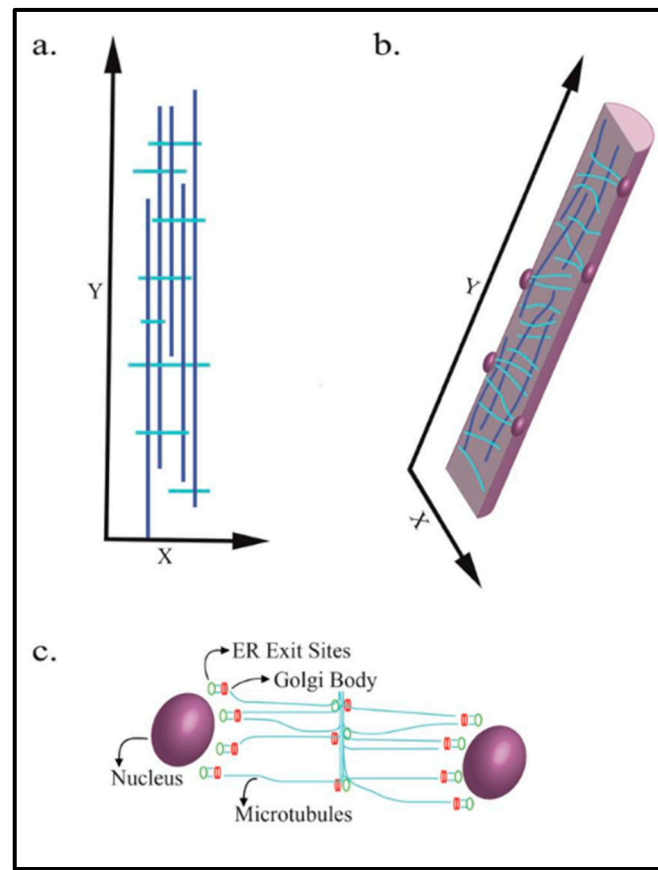 a.
b.
Y
X
Y
X
c.
ER Exit Sites
Golgi Body
Nucleus
Microtubules